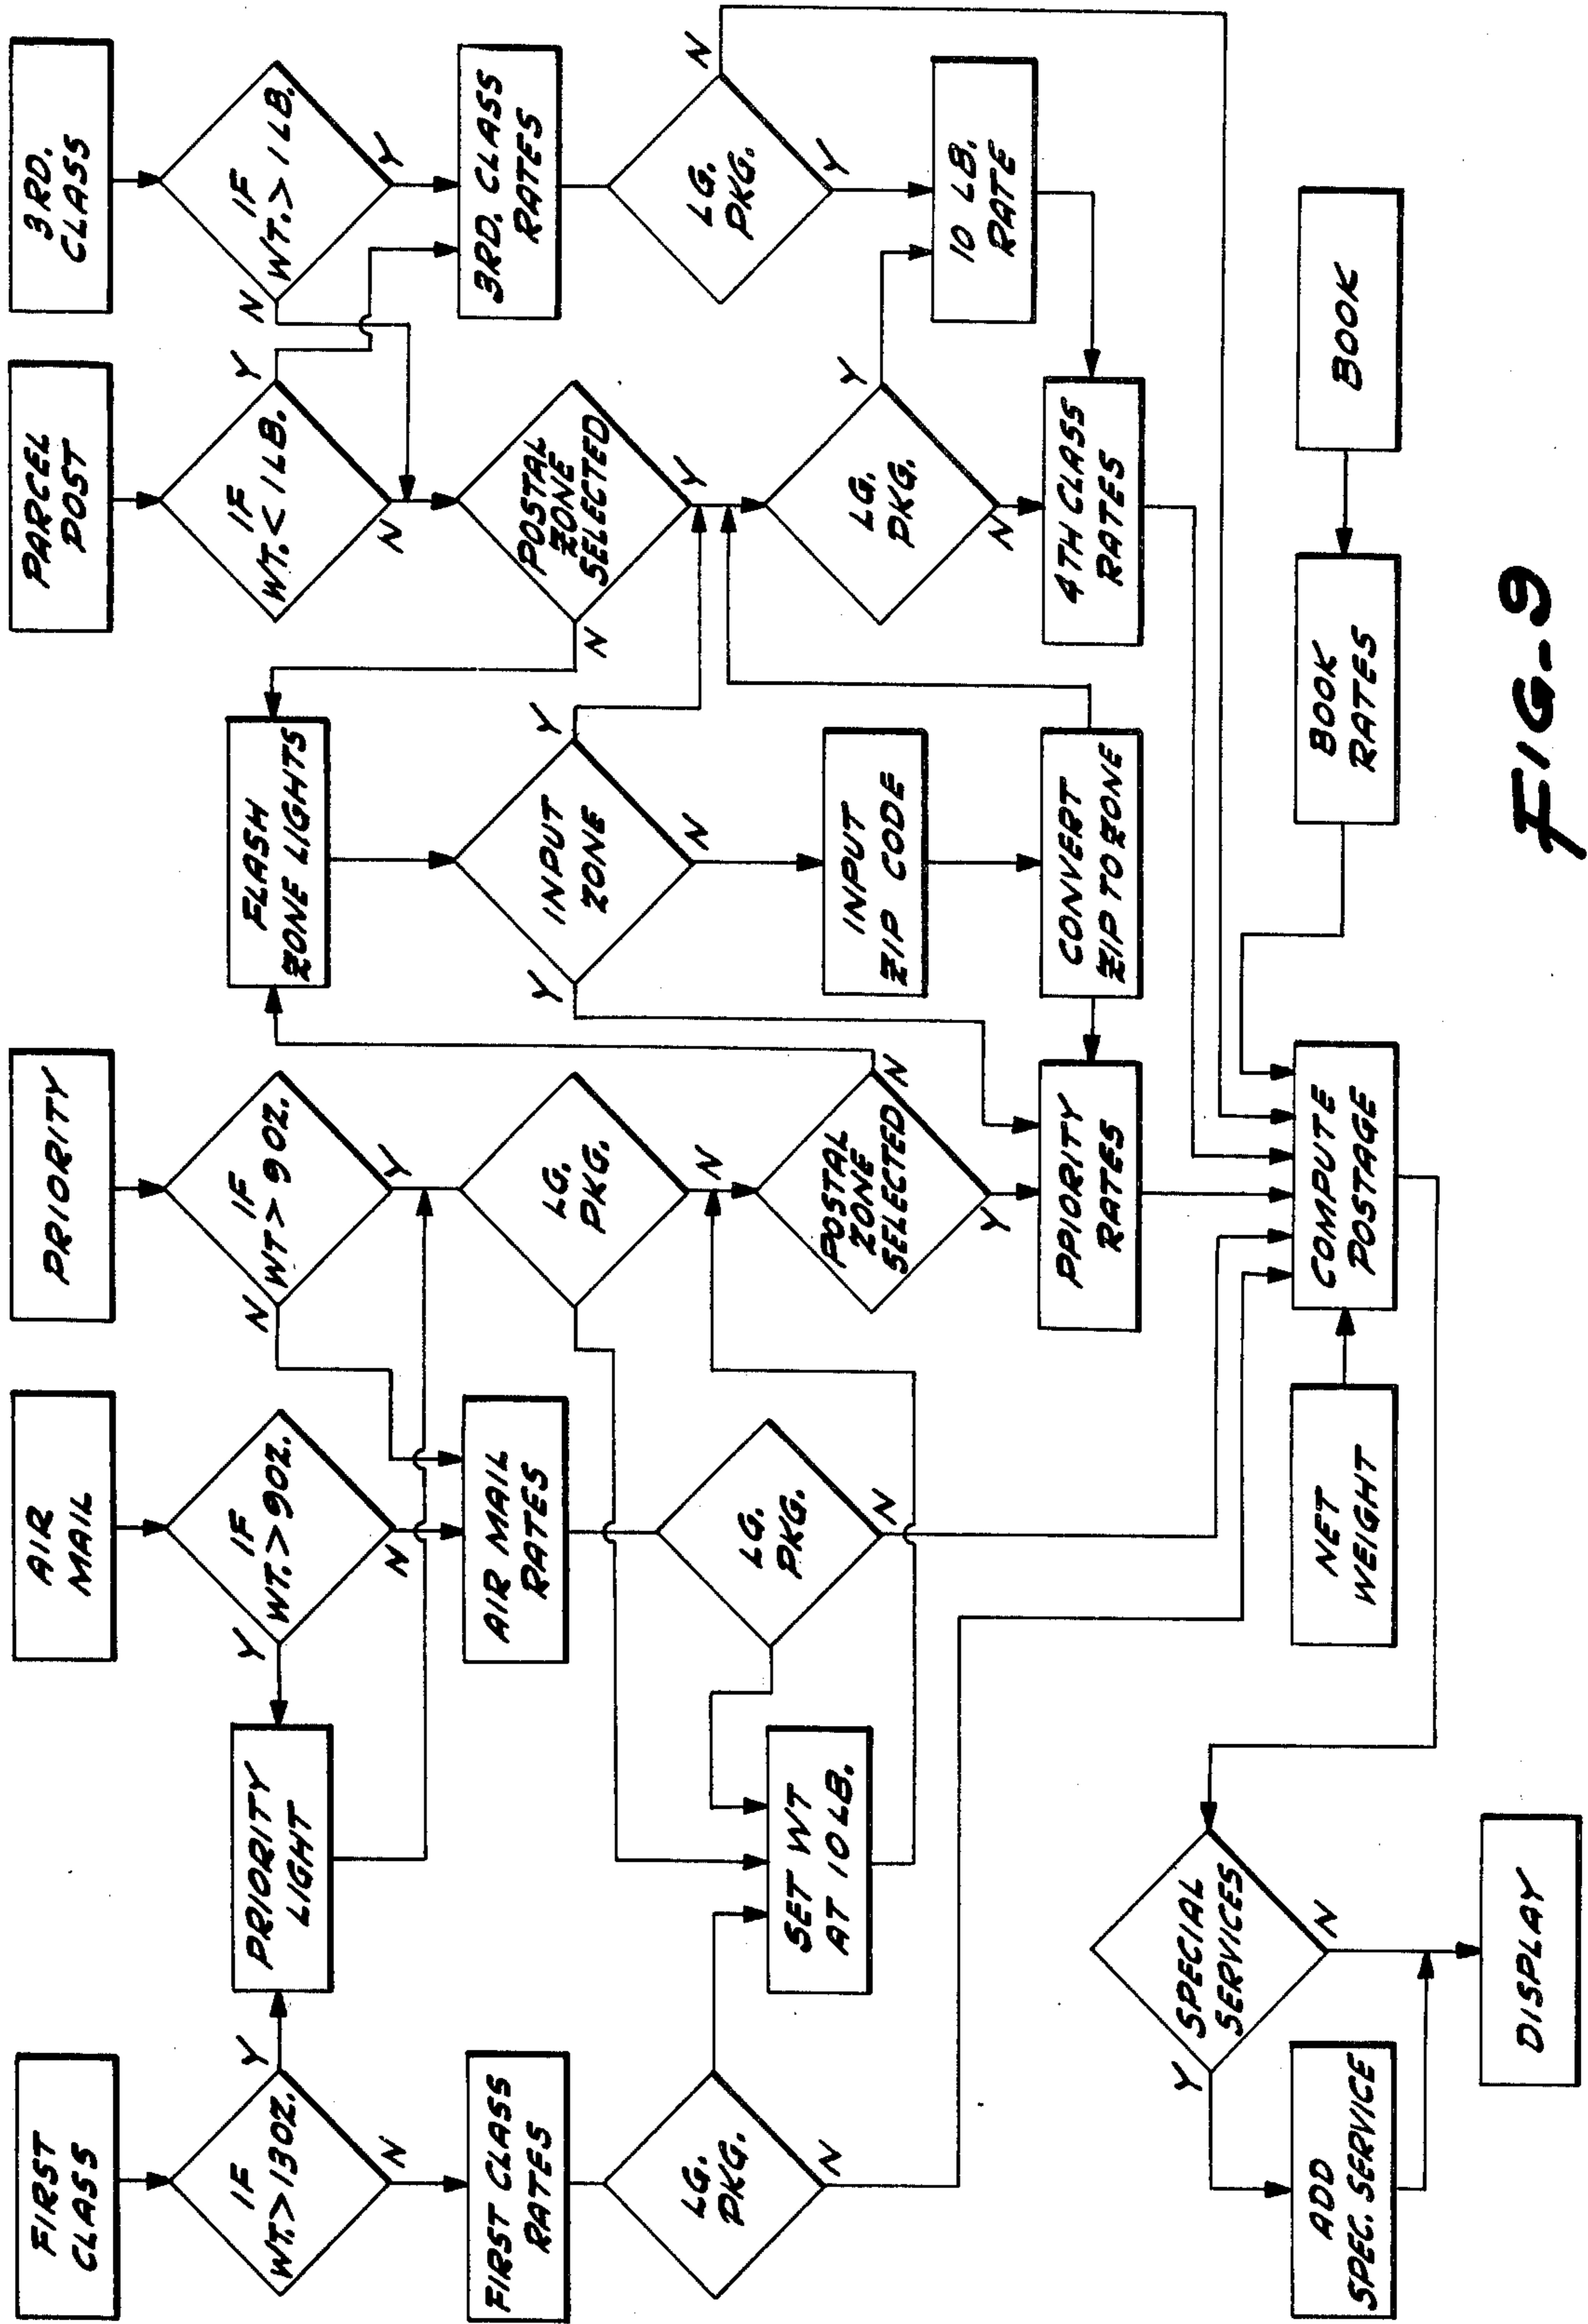 FIRST
CLASS
AIR
MAIL
PRIORITY
PARCEL
POST
3RD.
CLASS
IF
WT.>13OZ.
Y
N
PRIORITY
LIGHT
IF
WT.>9OZ.
Y
N
IF
WT>9OZ.
N
Y
FLASH
ZONE LIGHTS
IF
WT.<1LB.
Y
N
IF
WT.>1LB.
N
Y
FIRST CLASS
RATES
AIR MAIL
RATES
LG.
PKG.
N
INPUT
ZONE
Y
Y
N
POSTAL
ZONE
SELECTED
N
Y
3RD. CLASS
RATES
LG.
PKG.
N
SET WT
AT 10LB.
LG.
PKG.
N
POSTAL
ZONE
SELECTED
N
Y
INPUT
ZIP CODE
LG.
PKG.
Y
N
LG.
PKG.
N
Y
10 LB.
RATE
PPIORITY
RATES
CONVERT
ZIP TO ZONE
4TH CLASS
RATES
SPECIAL
SERVICES
Y
N
ADD
SPEC. SERVICE
NET
WEIGHT
COMPUTE
POSTAGE
BOOK
RATES
BOOK
DISPLAY
FIG-9